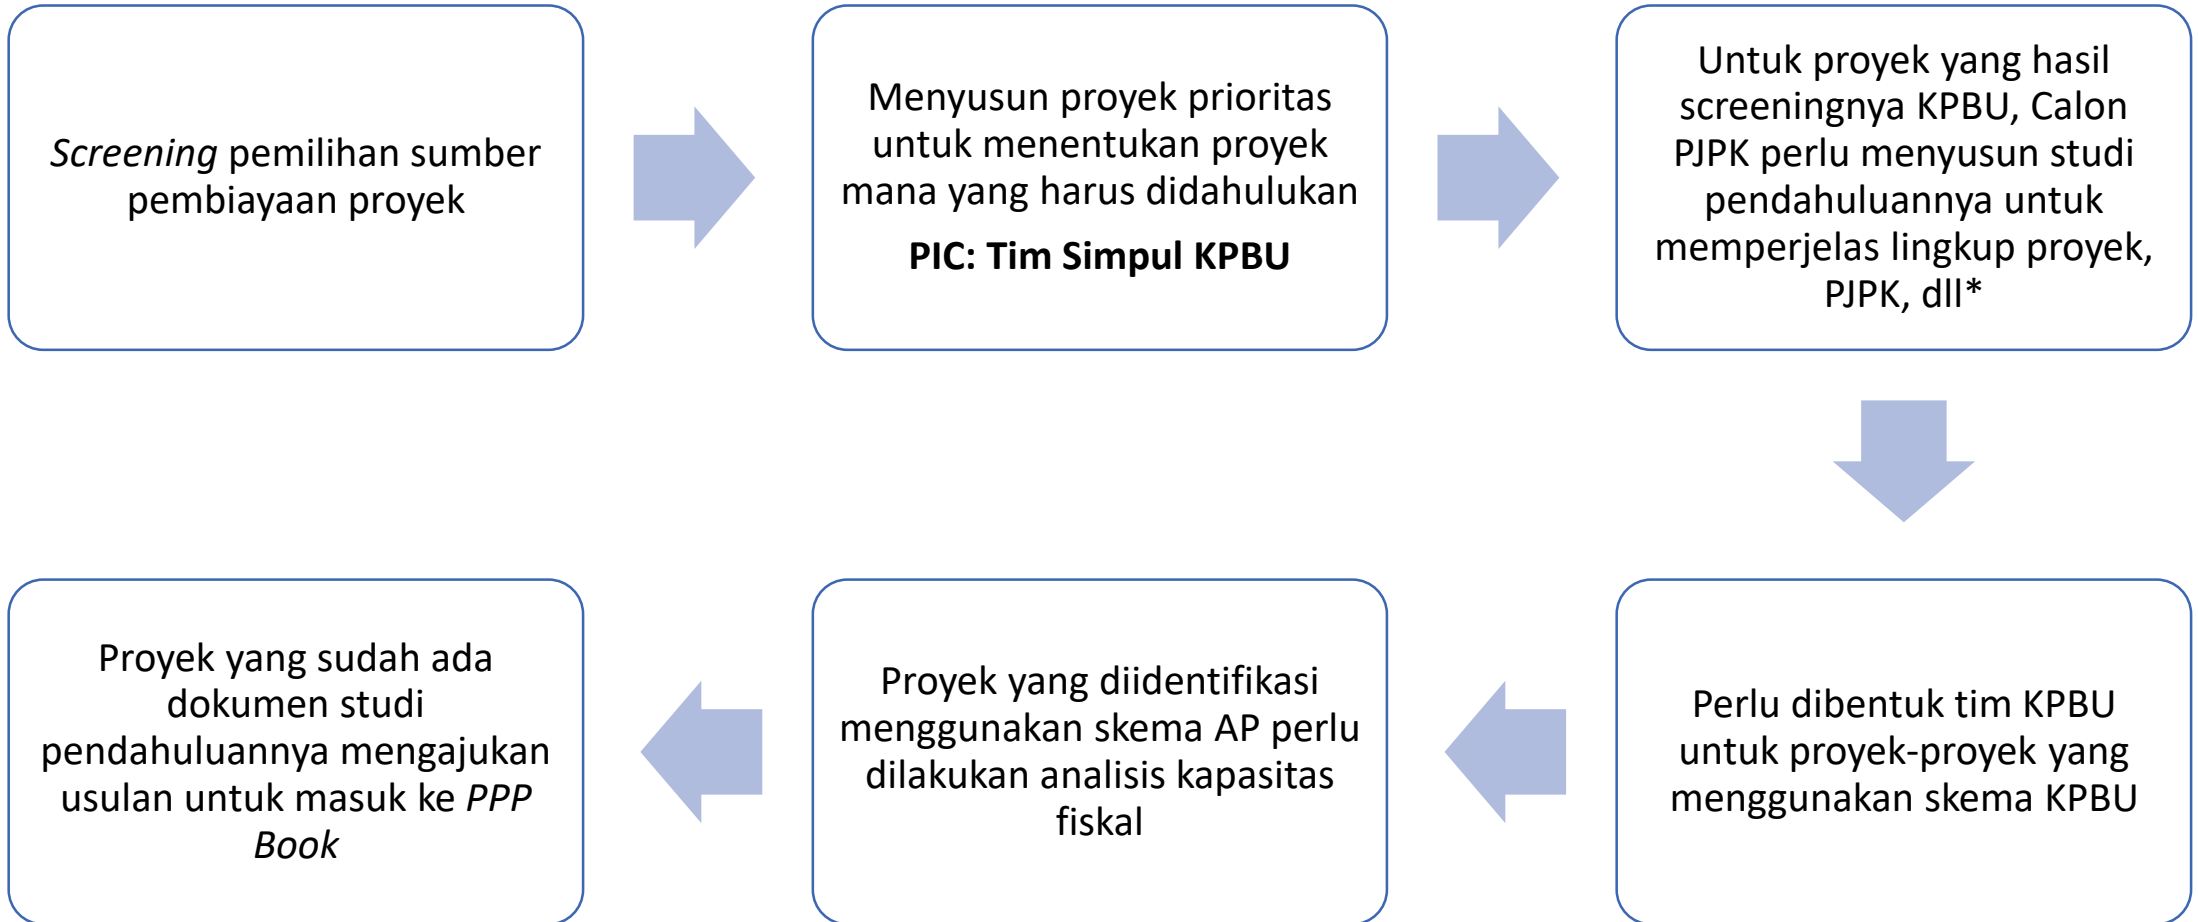 Screening pemilihan sumber
pembiayaan proyek
Menyusun proyek prioritas
untuk menentukan proyek
mana yang harus didahulukan
PIC: Tim Simpul KPBU
Untuk proyek yang hasil
screeningnya KPBU, Calon
PJPK perlu menyusun studi
pendahuluannya untuk
memperjelas lingkup proyek,
PJPK, dll*
Perlu dibentuk tim KPBU
untuk proyek-proyek yang
menggunakan skema KPBU
Proyek yang diidentifikasi
menggunakan skema AP perlu
dilakukan analisis kapasitas
fiskal
Proyek yang sudah ada
dokumen studi
pendahuluannya mengajukan
usulan untuk masuk ke PPP
Book